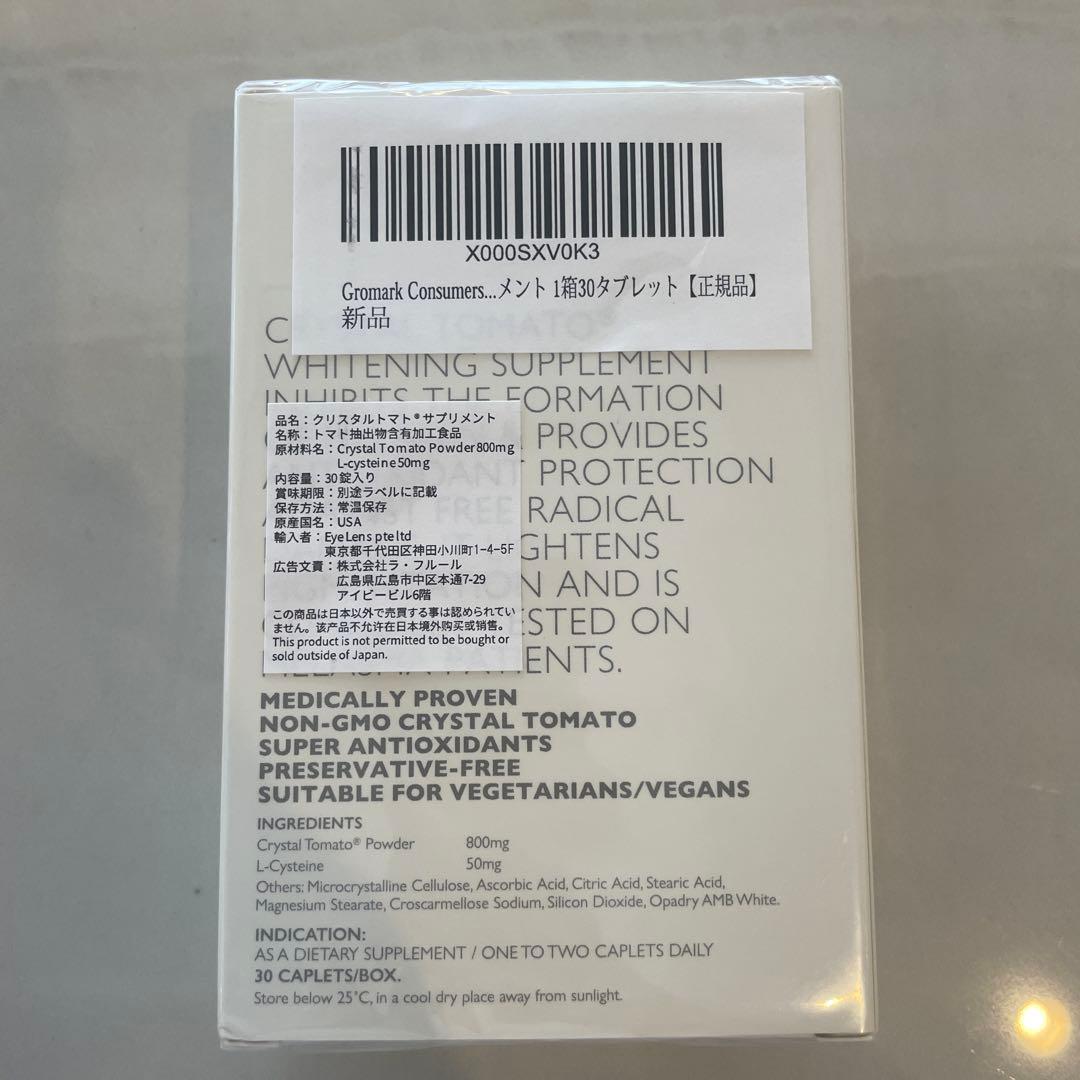 X000SXV0K3
Gromark Consumers...メント 1箱30タブレット【正規品】
新品
TOMATO®
WHITENING SUPPLEMENT
INHIBITS THE FORMATION
PROVIDES
PROTECTION
FREE RADICAL
AND IS
ON
品名：クリスタルトマト®サプリメント
名称：トマト抽出物含有加工食品
原材料名：Crystal Tomato Powder800mg
L-cysteine50mg
内容量：30錠入り
賞味期限：別途ラベルに記載
保存方法：常温保存
原産国名：USA
輸入者：EyeLens pte ltd
東京都千代田区神田小川町1-4-5F
広告文責：株式会社ラ・フルール
広島県広島市中区本通7-29
アイビービル6階
この商品は日本以外で売買する事は認められてい
ません。该产品不允许在日本境外购买或销售。
This product is not permitted to be bought or
sold outside of Japan.
MEDICALLY PROVEN
NON-GMO CRYSTAL TOMATO
SUPER ANTIOXIDANTS
PRESERVATIVE-FREE
SUITABLE FOR VEGETARIANS/VEGANS
INGREDIENTS
Crystal Tomato® Powder 800mg
L-Cysteine 50mg
Others: Microcrystalline Cellulose, Ascorbic Acid, Citric Acid, Stearic Acid,
Magnesium Stearate, Croscarmellose Sodium, Silicon Dioxide, Opadry AMB White.
INDICATION:
AS A DIETARY SUPPLEMENT / ONE TO TWO CAPLETS DAILY
30 CAPLETS/BOX.
Store below 25°C, in a cool dry place away from sunlight.